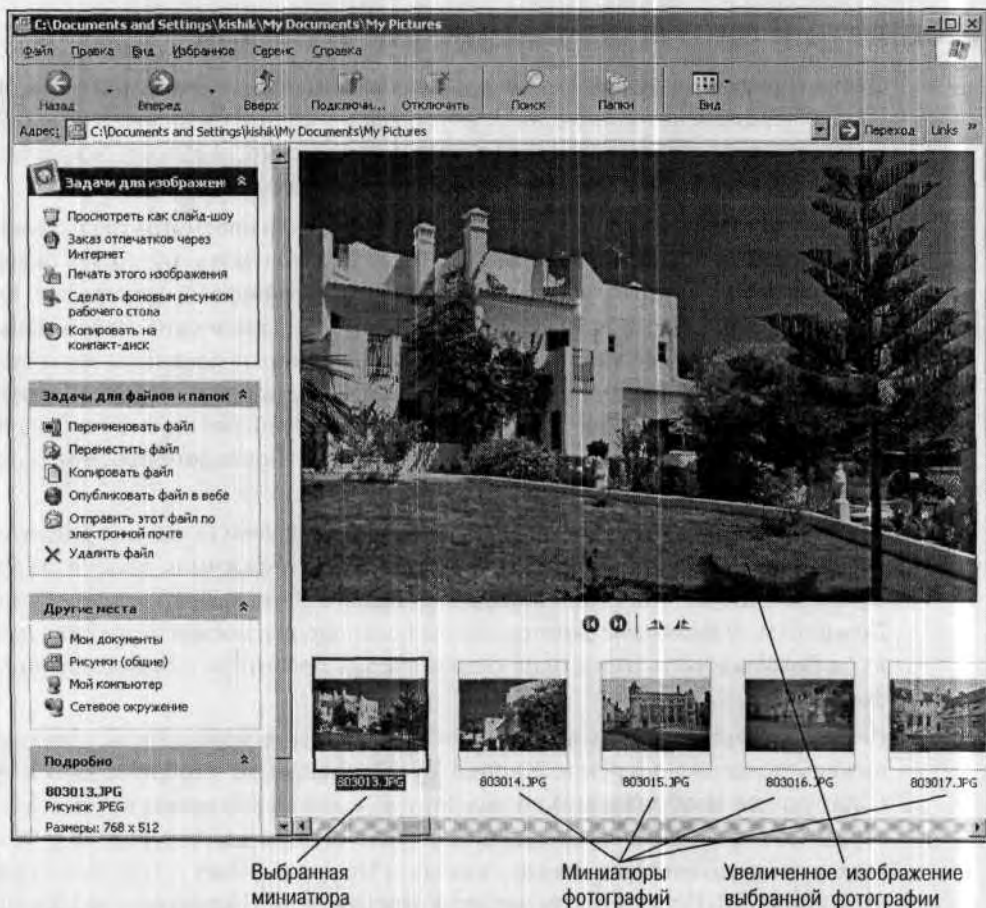 C:\Documents and Settings\kishik\My Documents\My Pictures
Файл Правка Вид Избранное Сервис Справка
Назад Вперед Вверх Подключи... Отключить Поиск Папки Вид
Адрес: C:\Documents and Settings\kishik\My Documents\My Pictures Переход Links »
Задачи для изображен
Просмотреть как слайд-шоу
Заказ отпечатков через
Интернет
Печать этого изображения
Сделать фоновым рисунком
рабочего стола
Копировать на
компакт-диск
Задачи для файлов и папок
Переименовать файл
Переместить файл
Копировать файл
Опубликовать файл в вебе
Отправить этот файл по
электронной почте
Удалить файл
Другие места
Мои документы
Рисунки (общие)
Мой компьютер
Сетевое окружение
Подробно
803013.JPG
Рисунок JPEG
Размеры: 768 x 512
803013.JPG 803014.JPG 803015.JPG 803016.JPG 803017.JPG
Выбранная
миниатюра
Миниатюры
фотографий
Увеличенное изображение
выбранной фотографии